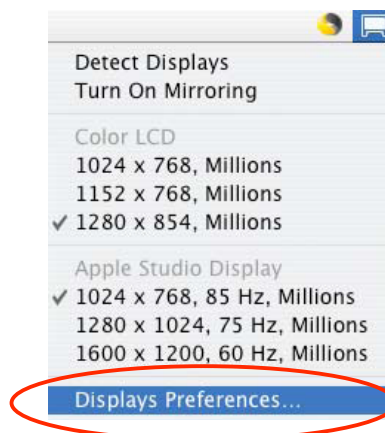 Detect Displays
Turn On Mirroring
Color LCD
1024 x 768, Millions
1152 x 768, Millions
✓ 1280 x 854, Millions
Apple Studio Display
✓ 1024 x 768, 85 Hz, Millions
1280 x 1024, 75 Hz, Millions
1600 x 1200, 60 Hz, Millions
Displays Preferences...